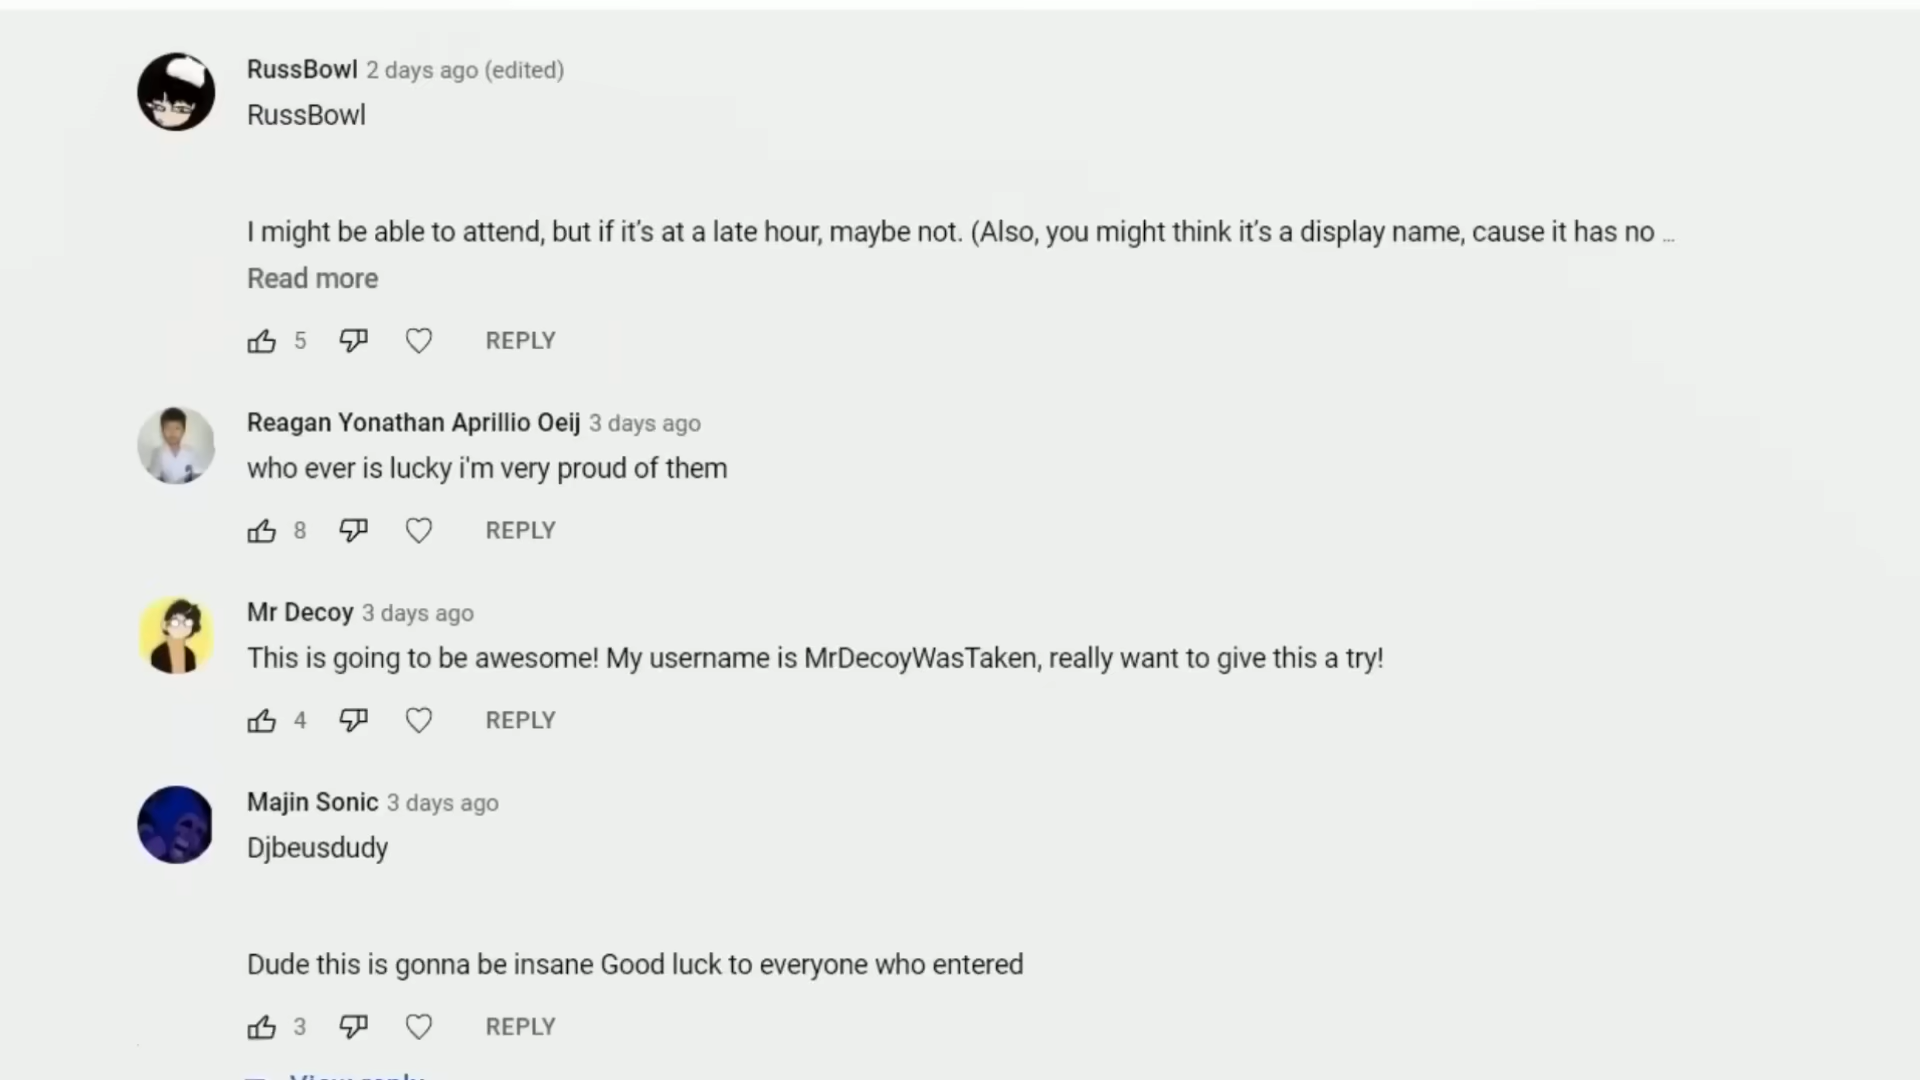 RussBowl 2 days ago (edited)
RussBowl
I might be able to attend, but if it's at a late hour, maybe not. (Also, you might think it's a display name, cause it has no ...
Read more
5 REPLY
Reagan Yonathan Aprillio Oeij 3 days ago
who ever is lucky i'm very proud of them
8 REPLY
Mr Decoy 3 days ago
This is going to be awesome! My username is MrDecoyWasTaken, really want to give this a try!
4 REPLY
Majin Sonic 3 days ago
Djbeusdudy
Dude this is gonna be insane Good luck to everyone who entered
3 REPLY
View reply